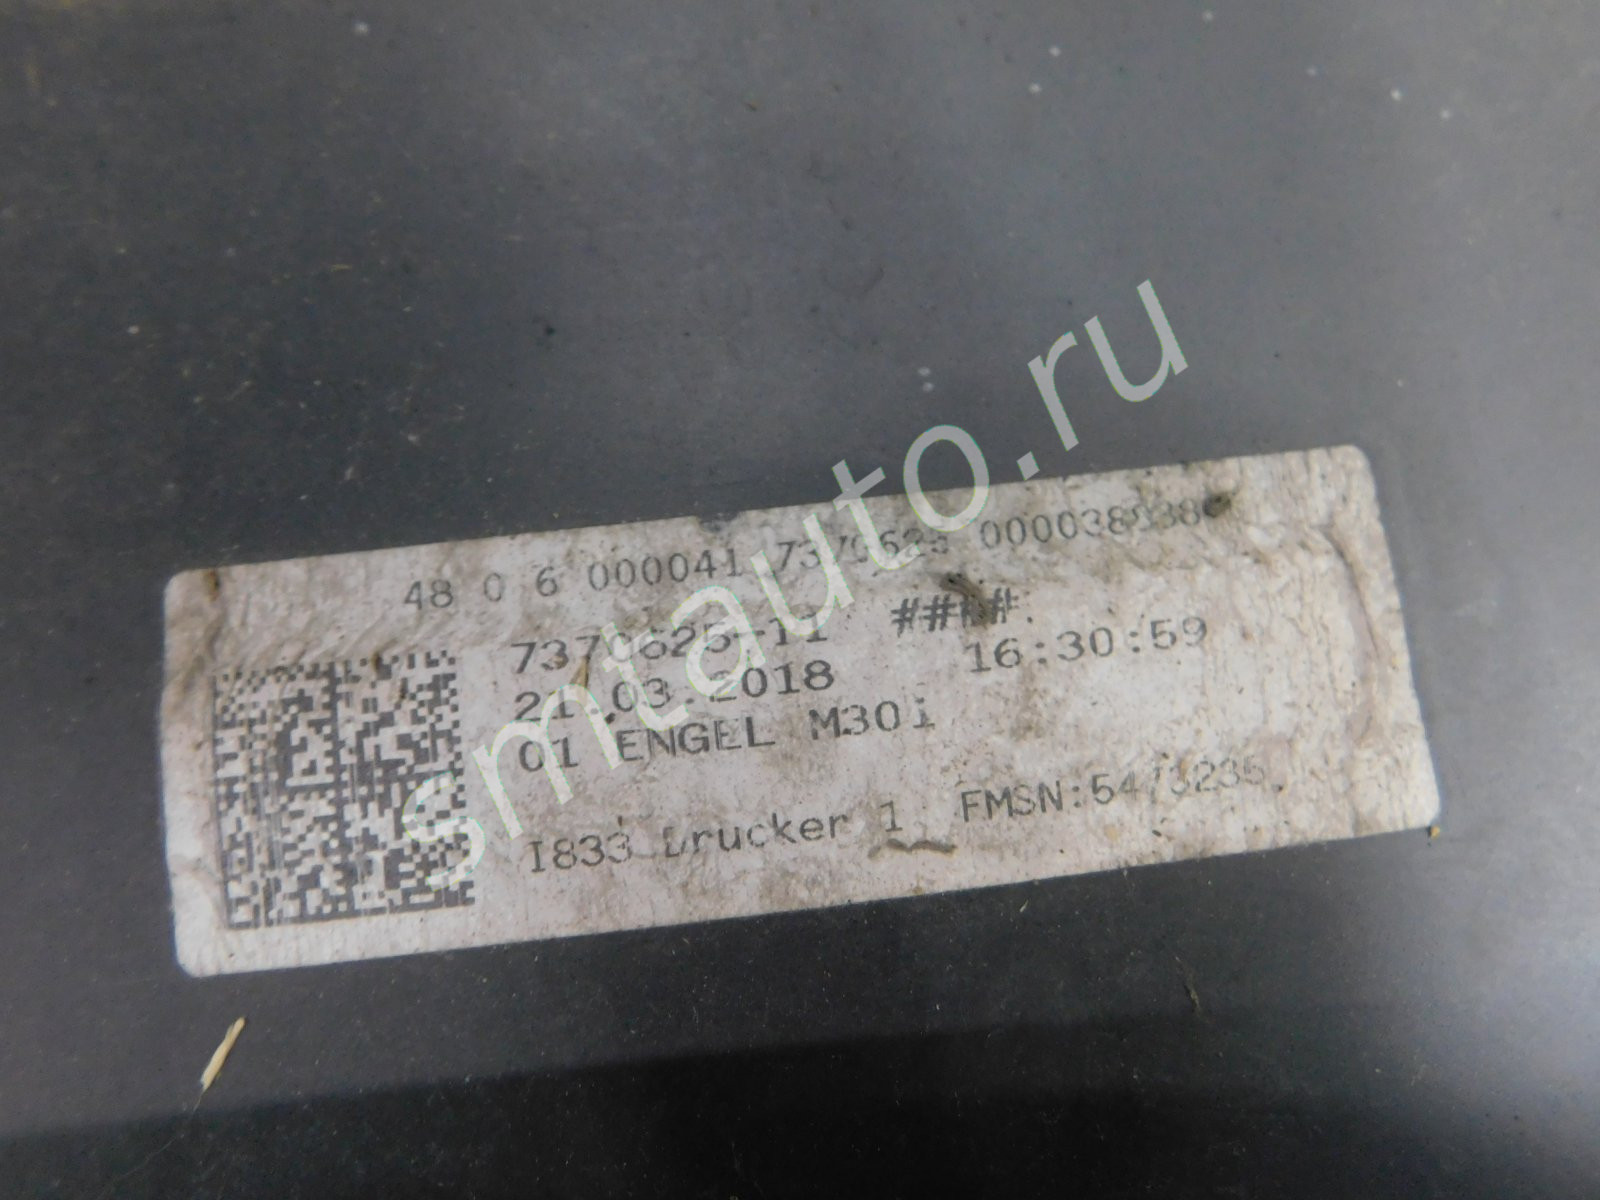 48 0 6 000041 7370625
7370625-11 ####
21.03.2018 16:30:59
01 ENGEL M301
I833 Drucker 1 FMSN:5473235
smtauto.ru